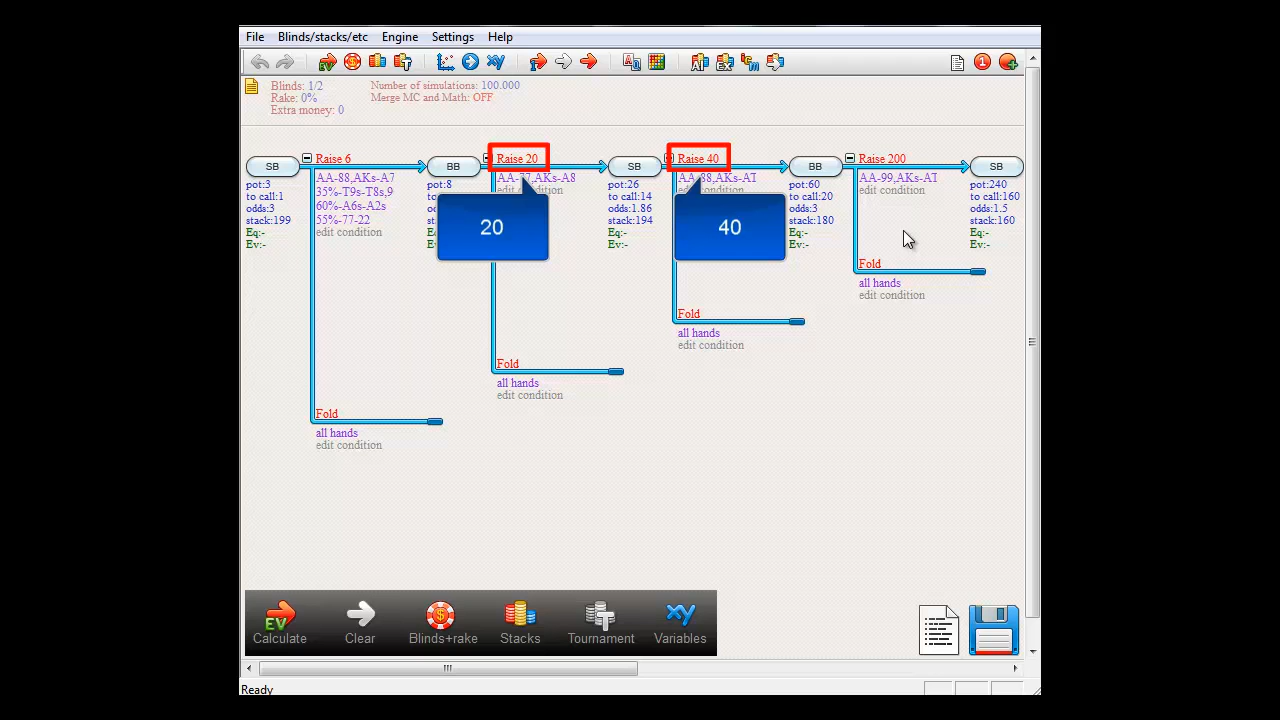 File Blinds/stacks/etc Engine Settings Help
Blinds: 1/2
Rake: 0%
Extra money: 0
Number of simulations: 100.000
Merge MC and Math: OFF
SB
pot:3
to call:1
odds:3
stack:199
Eq:-
Ev:-
Raise 6
AA-88,AKs-A7
35%-T9s-T8s,9
60%-A6s-A2s
55%-77-22
edit condition
Fold
all hands
edit condition
BB
pot:8
Raise 20
20
Fold
all hands
edit condition
SB
pot:26
to call:14
odds:1.86
stack:194
Eq:-
Ev:-
Raise 40
40
Fold
all hands
edit condition
BB
pot:60
to call:20
odds:3
stack:180
Eq:-
Ev:-
Raise 200
AA-99,AKs-AT
edit condition
Fold
all hands
edit condition
SB
pot:240
to call:160
odds:1.5
stack:160
Eq:-
Ev:-
EV
Calculate Clear Blinds+rake Stacks Tournament Variables
Ready